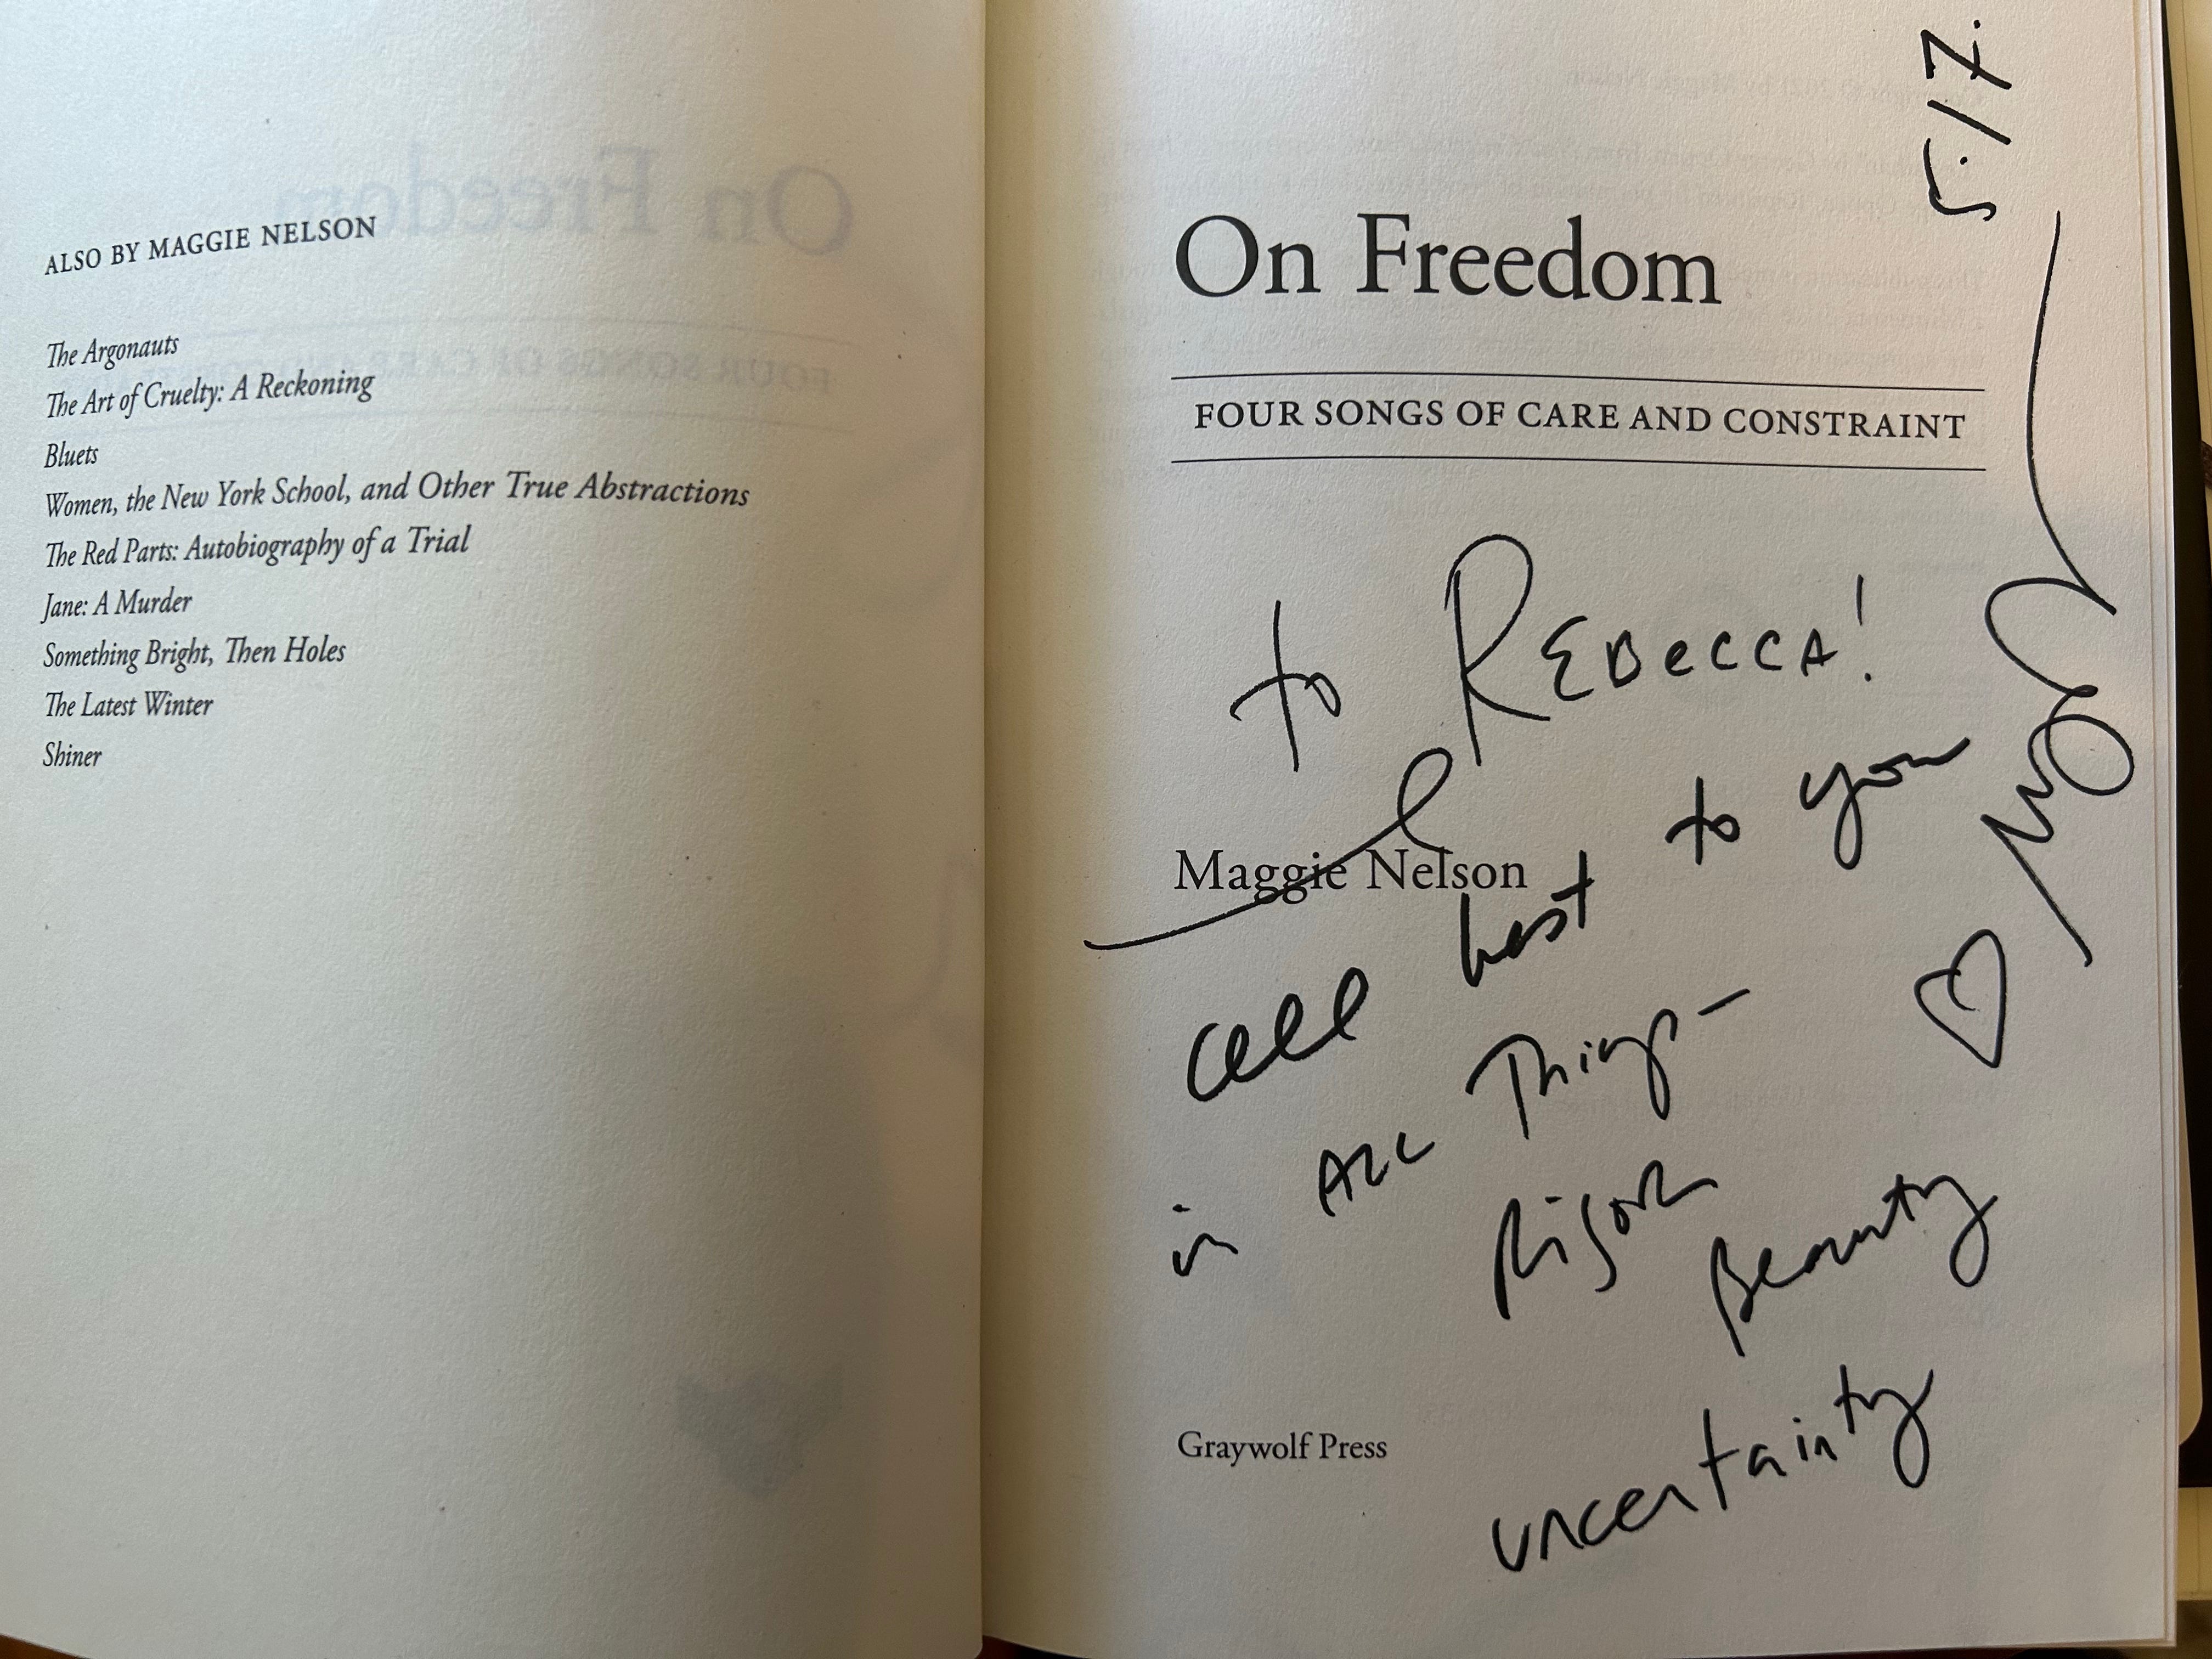 ALSO BY MAGGIE NELSON
The Argonauts
The Art of Cruelty: A Reckoning
Bluets
Women, the New York School, and Other True Abstractions
The Red Parts: Autobiography of a Trial
Jane: A Murder
Something Bright, Then Holes
The Latest Winter
Shiner
5.17.
On Freedom
FOUR SONGS OF CARE AND CONSTRAINT
to REBECCA!
Maggie Nelson
all best to you
in ALL Things–
Rigor
Beauty
uncertainty
♡
Graywolf Press